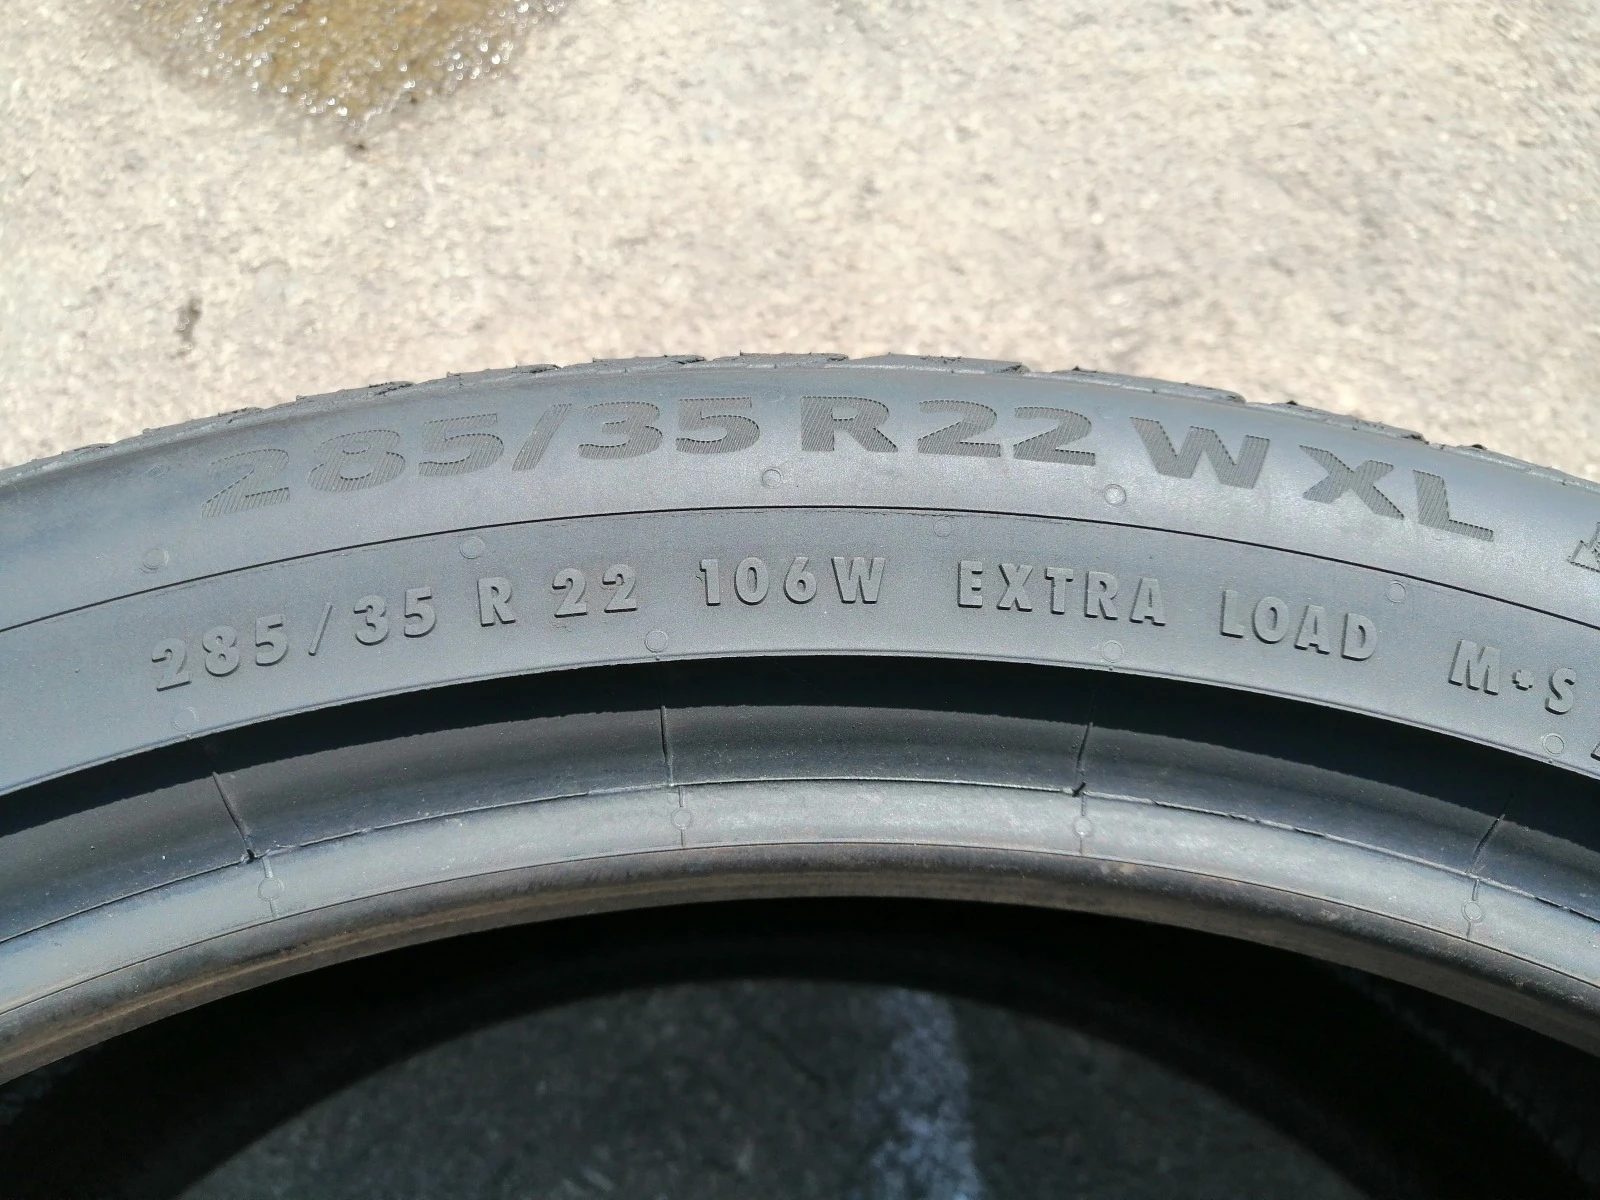 285/35 R22 W XL
285/35 R 22 106W EXTRA LOAD M+S